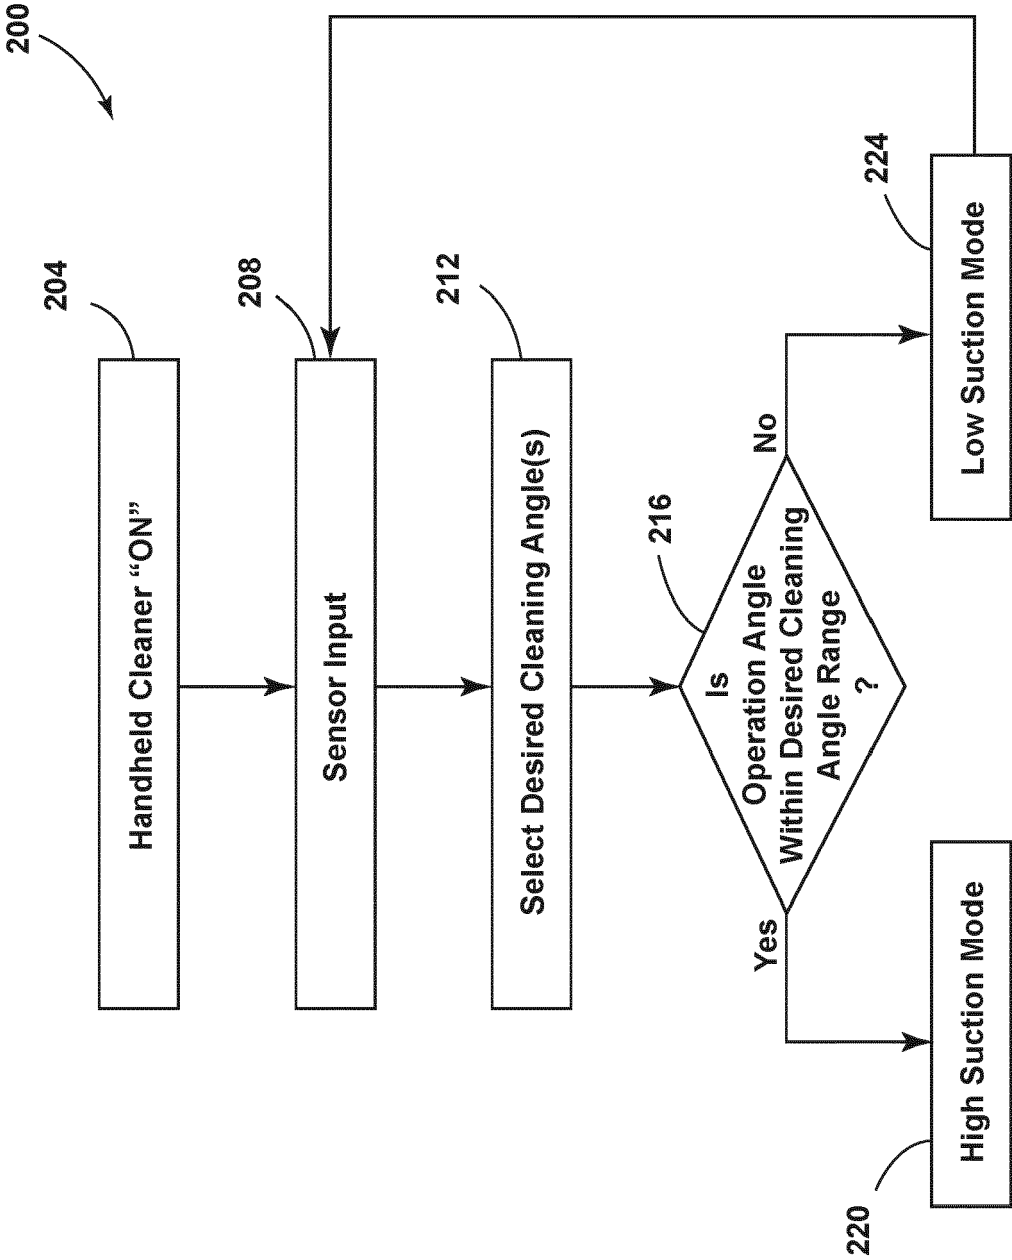 200
204
Handheld Cleaner “ON”
208
Sensor Input
212
Select Desired Cleaning Angle(s)
216
Is
Operation Angle
Within Desired Cleaning
Angle Range
?
Yes
No
220
High Suction Mode
224
Low Suction Mode